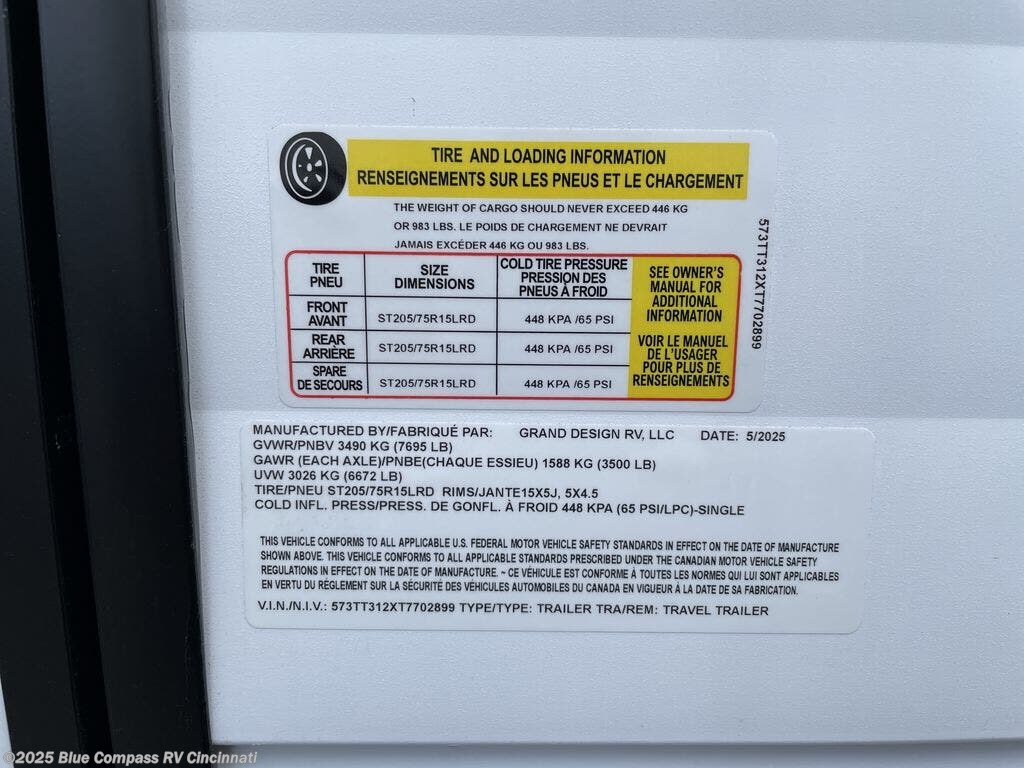 TIRE AND LOADING INFORMATION
RENSEIGNEMENTS SUR LES PNEUS ET LE CHARGEMENT
THE WEIGHT OF CARGO SHOULD NEVER EXCEED 446 KG
OR 983 LBS. LE POIDS DE CHARGEMENT NE DEVRAIT
JAMAIS EXCÉDER 446 KG OU 983 LBS.
TIRE
PNEU
SIZE
DIMENSIONS
COLD TIRE PRESSURE
PRESSION DES
PNEUS À FROID
FRONT
AVANT
ST205/75R15LRD
448 KPA /65 PSI
REAR
ARRIÈRE
ST205/75R15LRD
448 KPA /65 PSI
SPARE
DE SECOURS
ST205/75R15LRD
448 KPA /65 PSI
SEE OWNER'S
MANUAL FOR
ADDITIONAL
INFORMATION
VOIR LE MANUEL
DE L'USAGER
POUR PLUS DE
RENSEIGNEMENTS
573TT312XT7702899
MANUFACTURED BY/FABRIQUÉ PAR: GRAND DESIGN RV, LLC DATE: 5/2025
GVWR/PNBV 3490 KG (7695 LB)
GAWR (EACH AXLE)/PNBE(CHAQUE ESSIEU) 1588 KG (3500 LB)
UVW 3026 KG (6672 LB)
TIRE/PNEU ST205/75R15LRD RIMS/JANTE15X5J, 5X4.5
COLD INFL. PRESS/PRESS. DE GONFL. À FROID 448 KPA (65 PSI/LPC)-SINGLE
THIS VEHICLE CONFORMS TO ALL APPLICABLE U.S. FEDERAL MOTOR VEHICLE SAFETY STANDARDS IN EFFECT ON THE DATE OF MANUFACTURE
SHOWN ABOVE. THIS VEHICLE CONFORMS TO ALL APPLICABLE STANDARDS PRESCRIBED UNDER THE CANADIAN MOTOR VEHICLE SAFETY
REGULATIONS IN EFFECT ON THE DATE OF MANUFACTURE. ~ CE VÉHICULE EST CONFORME À TOUTES LES NORMES QUI LUI SONT APPLICABLES
EN VERTU DU RÉGLEMENT SUR LA SÉCURITÉ DES VÉHICULES AUTOMOBILES DU CANADA EN VIGUEUR À LA DATE DE SA FABRICATION.
V.I.N./N.I.V.: 573TT312XT7702899 TYPE/TYPE: TRAILER TRA/REM: TRAVEL TRAILER
©2025 Blue Compass RV Cincinnati